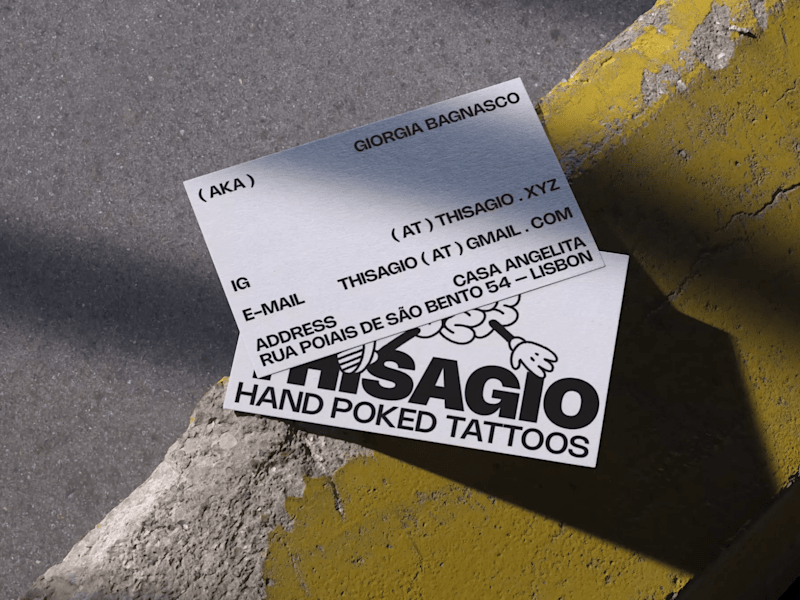 GIORGIA BAGNASCO
( AKA )
( AT ) THISAGIO . XYZ
IG
THISAGIO ( AT ) GMAIL . COM
E-MAIL
CASA ANGELITA
ADDRESS
RUA POIAIS DE SÃO BENTO 54 — LISBON
THISAGIO
HAND POKED TATTOOS